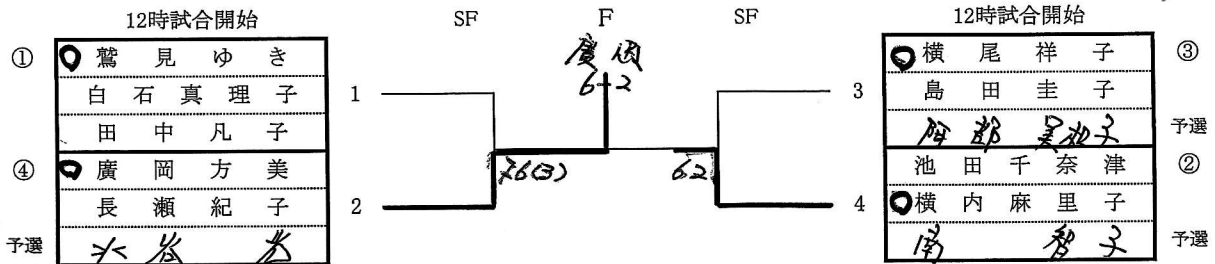 12時試合開始 SF F SF 12時試合開始
① 鷲見ゆき
白石真理子
田中凡子
④ 廣岡方美
長瀬紀子
予選
1
2
廣岡
6-2
76(3)
62
3
4
横尾祥子 ③
島田圭子
阿部 美和子 予選
池田千奈津 ②
横内麻里子
南 智子 予選